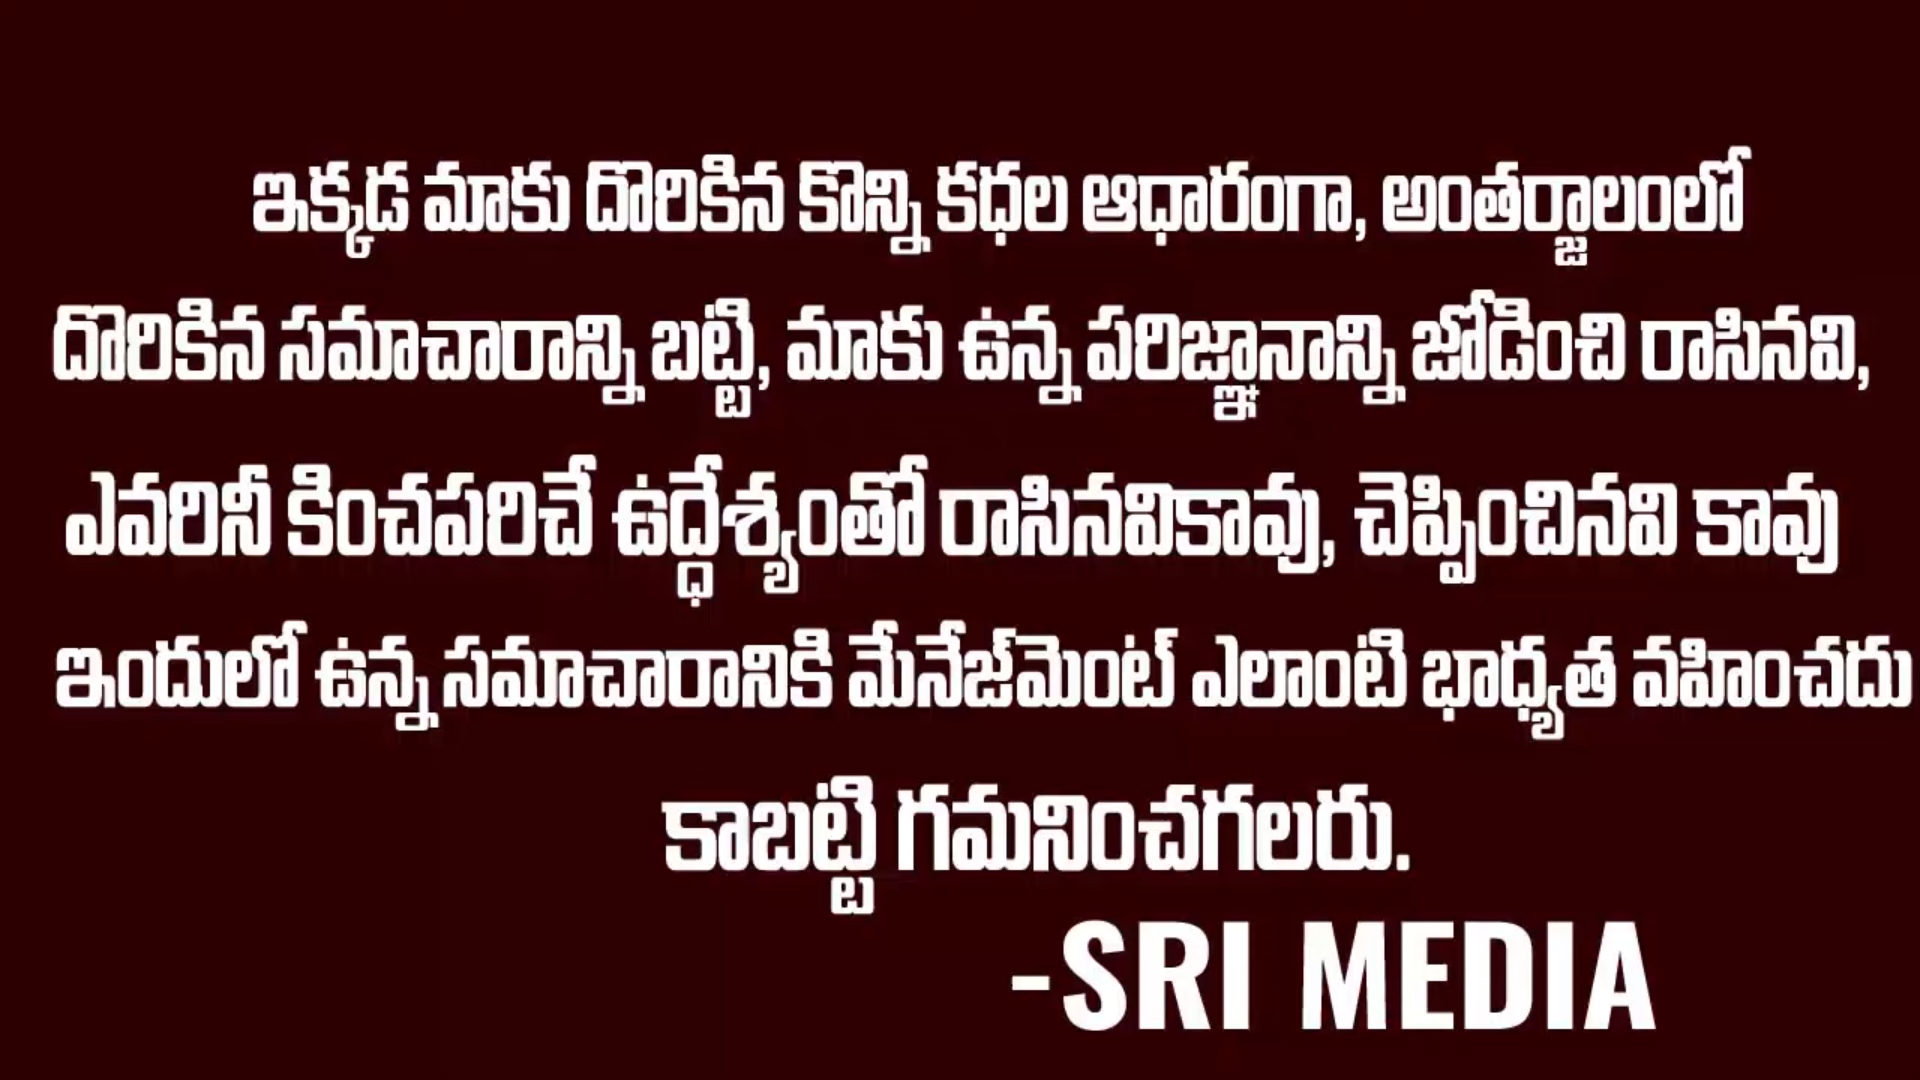 ఇక్కడ మాకు దొరికిన కొన్ని కధల ఆధారంగా, అంతర్జాలంలో
దొరికిన సమాచారాన్ని బట్టి, మాకు ఉన్న పరిజ్ఞానాన్ని జోడించి రాసినవి,
ఎవరినీ కించపరిచే ఉద్ధేశ్యంతో రాసినవికావు, చెప్పించినవి కావు
ఇందులో ఉన్న సమాచారానికి మేనేజ్‌మెంట్ ఎలాంటి భాధ్యత వహించదు
కాబట్టి గమనించగలరు.
-SRI MEDIA